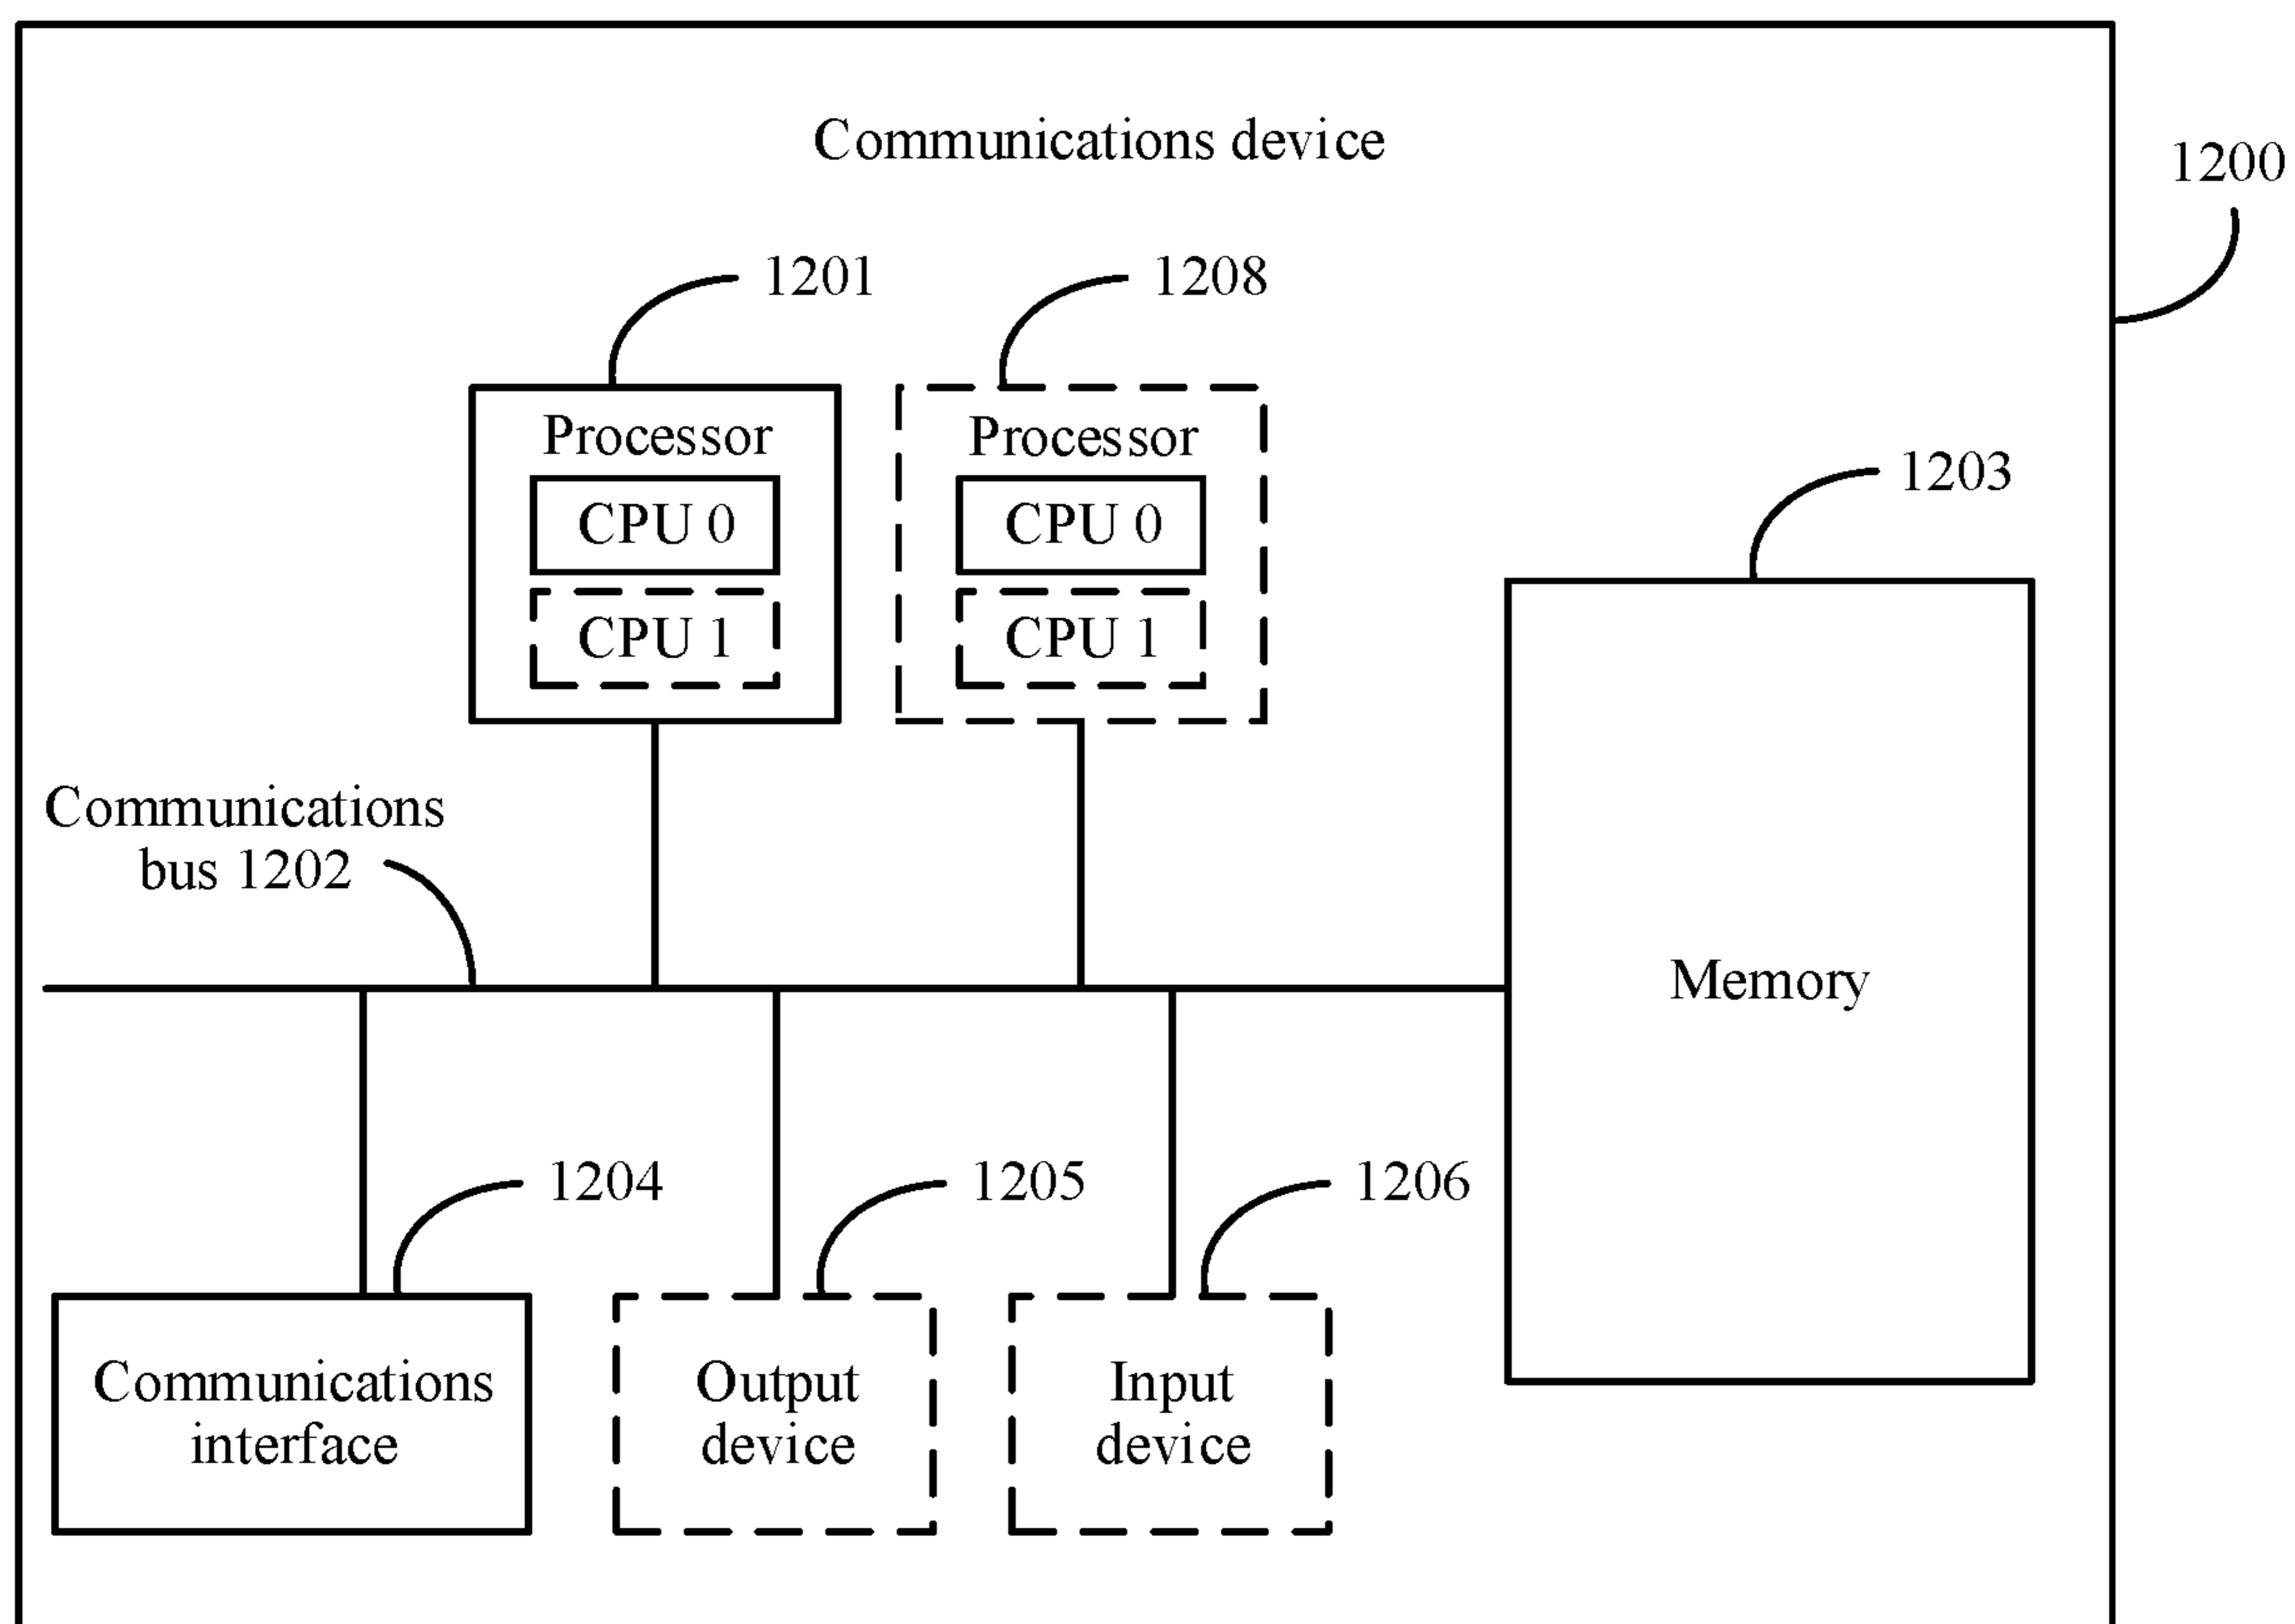 Communications device
1200
1201
1208
Processor
CPU 0
CPU 1
Processor
CPU 0
CPU 1
1203
Memory
Communications
bus 1202
1204
1205
1206
Communications
interface
Output
device
Input
device